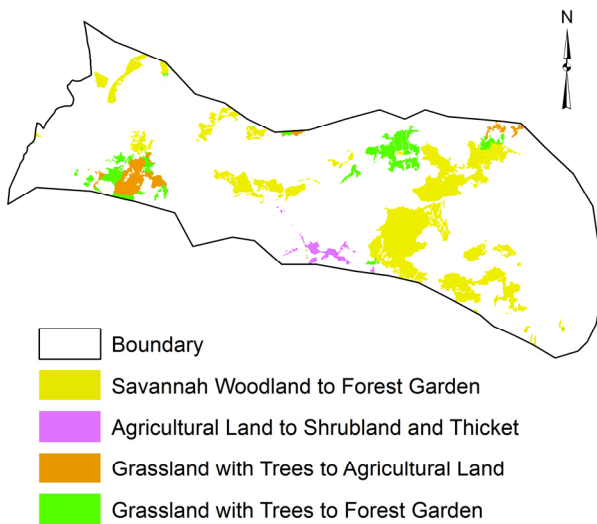 N
Boundary
Savannah Woodland to Forest Garden
Agricultural Land to Shrubland and Thicket
Grassland with Trees to Agricultural Land
Grassland with Trees to Forest Garden